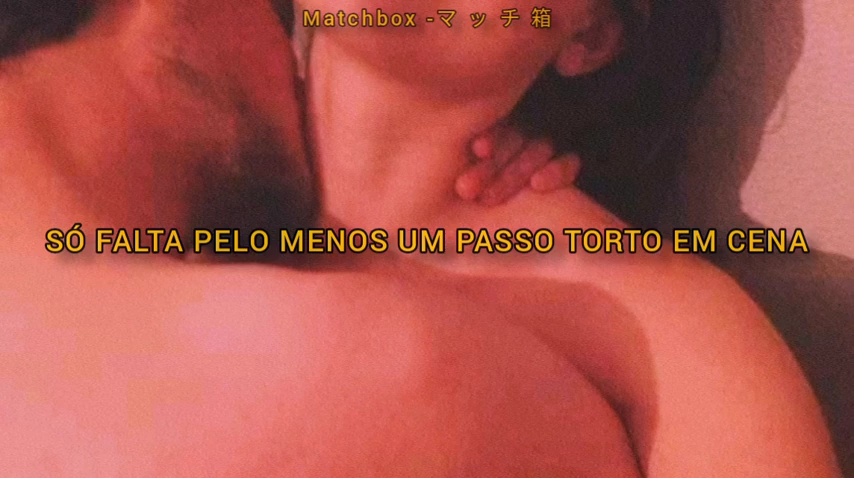 Matchbox -マッチ箱
SÓ FALTA PELO MENOS UM PASSO TORTO EM CENA